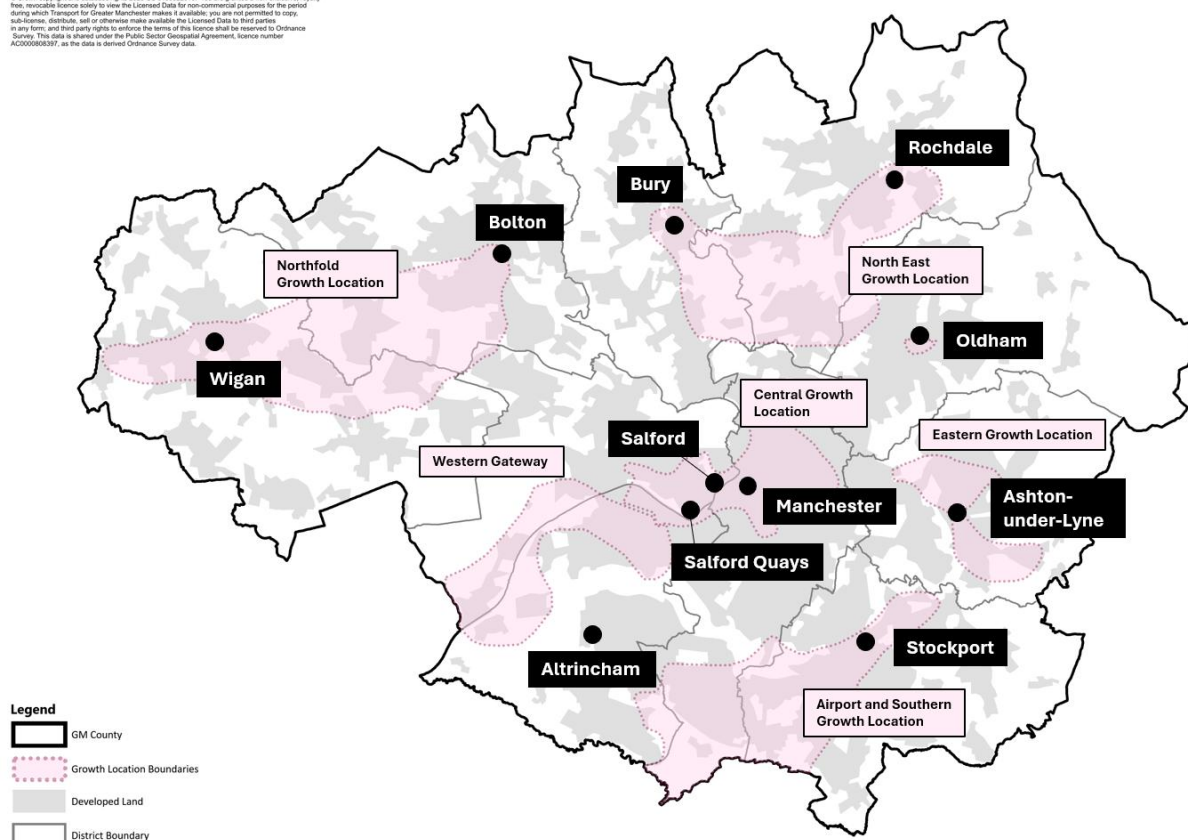 free, revocable licence solely to view the Licensed Data for non-commercial purposes for the period
during which Transport for Greater Manchester makes it available; you are not permitted to copy,
sub-license, distribute, sell or otherwise make available the Licensed Data to third parties
in any form; and third party rights to enforce the terms of this licence shall be reserved to Ordnance
Survey. This data is shared under the Public Sector Geospatial Agreement, licence number
AC0000808397, as the data is derived Ordnance Survey data.
Rochdale
Bury
Bolton
Northfold
Growth Location
North East
Growth Location
Oldham
Wigan
Central Growth
Location
Salford
Eastern Growth Location
Western Gateway
Manchester
Ashton-
under-Lyne
Salford Quays
Stockport
Altrincham
Airport and Southern
Growth Location
Legend
GM County
Growth Location Boundaries
Developed Land
District Boundary